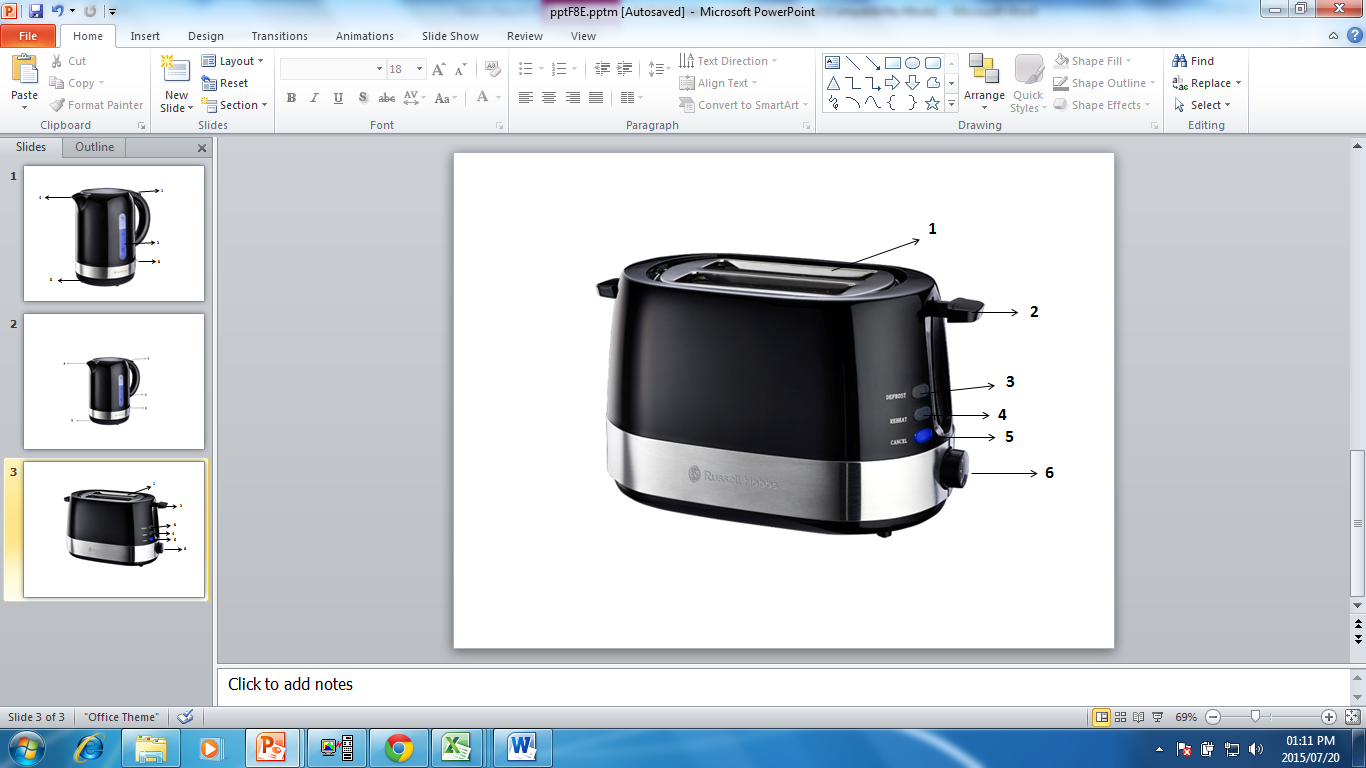 pptF8E.pptm [Autosaved] - Microsoft PowerPoint
File Home Insert Design Transitions Animations Slide Show Review View
Paste
Cut
Copy
Format Painter
Clipboard
New
Slide
Layout
Reset
Section
Slides
18
B I U S abc AV Aa A
Font
Text Direction
Align Text
Convert to SmartArt
Paragraph
Arrange
Quick
Styles
Shape Fill
Shape Outline
Shape Effects
Drawing
Find
Replace
Select
Editing
Slides Outline
1
2
3
1
2
3
4
5
6
DEFROST
REHEAT
CANCEL
Russell Hobbs
Click to add notes
Slide 3 of 3 "Office Theme" 69%
01:11 PM
2015/07/20